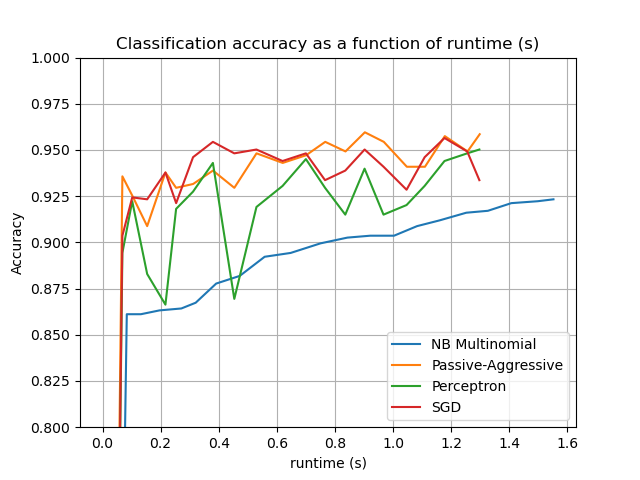 Classification accuracy as a function of runtime (s)
1.000
0.975
0.950
0.925
0.900
0.875
0.850
0.825
0.800
Accuracy
NB Multinomial
Passive-Aggressive
Perceptron
SGD
0.0 0.2 0.4 0.6 0.8 1.0 1.2 1.4 1.6
runtime (s)